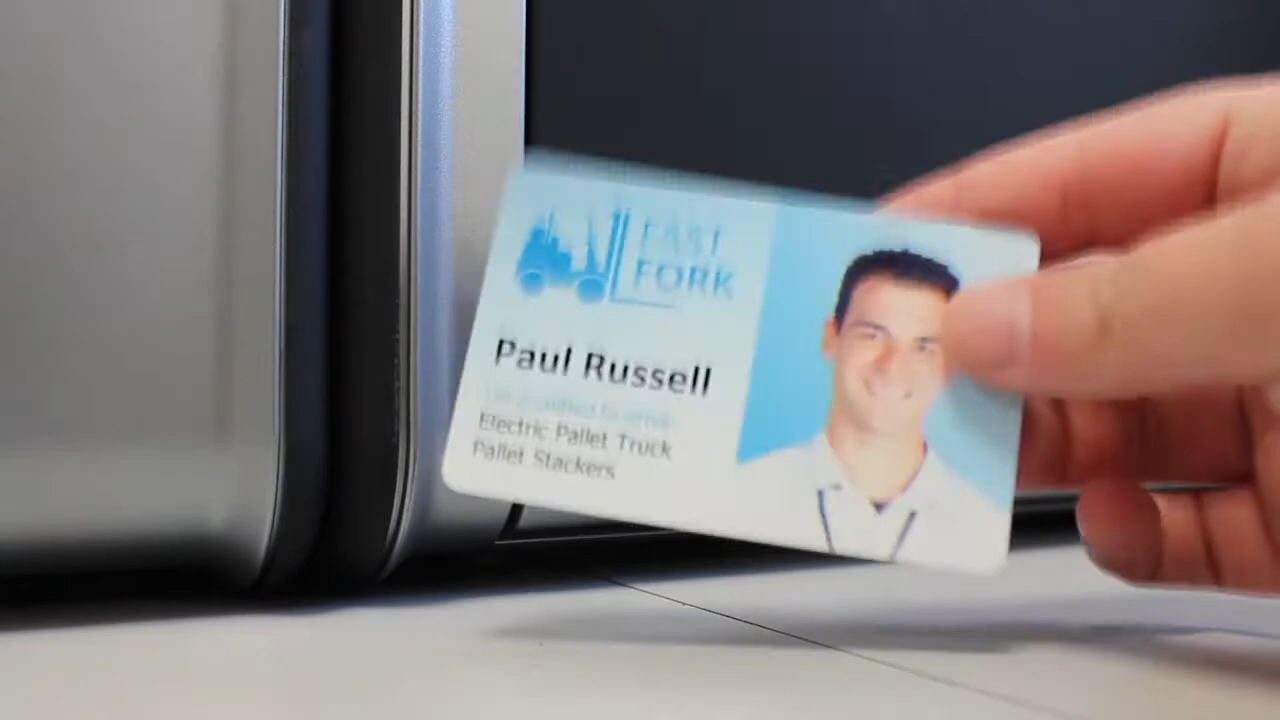 FAST
FORK
Paul Russell
Electric Pallet Truck
Pallet Stackers